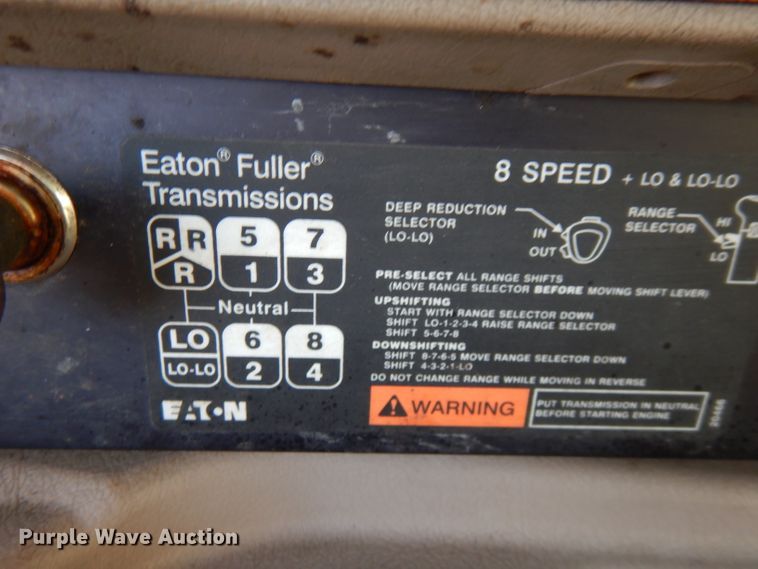 Eaton® Fuller®
Transmissions
8 SPEED + LO & LO-LO
R R 5 7
R 1 3
Neutral
LO 6 8
LO-LO 2 4
EATON
DEEP REDUCTION
SELECTOR
(LO-LO)
IN
OUT
RANGE
SELECTOR
HI
LO
PRE-SELECT ALL RANGE SHIFTS
(MOVE RANGE SELECTOR BEFORE MOVING SHIFT LEVER)
UPSHIFTING
START WITH RANGE SELECTOR DOWN
SHIFT LO-1-2-3-4 RAISE RANGE SELECTOR
SHIFT 5-6-7-8
DOWNSHIFTING
SHIFT 8-7-6-5 MOVE RANGE SELECTOR DOWN
SHIFT 4-3-2-1-LO
DO NOT CHANGE RANGE WHILE MOVING IN REVERSE
WARNING
PUT TRANSMISSION IN NEUTRAL
BEFORE STARTING ENGINE
Purple Wave Auction